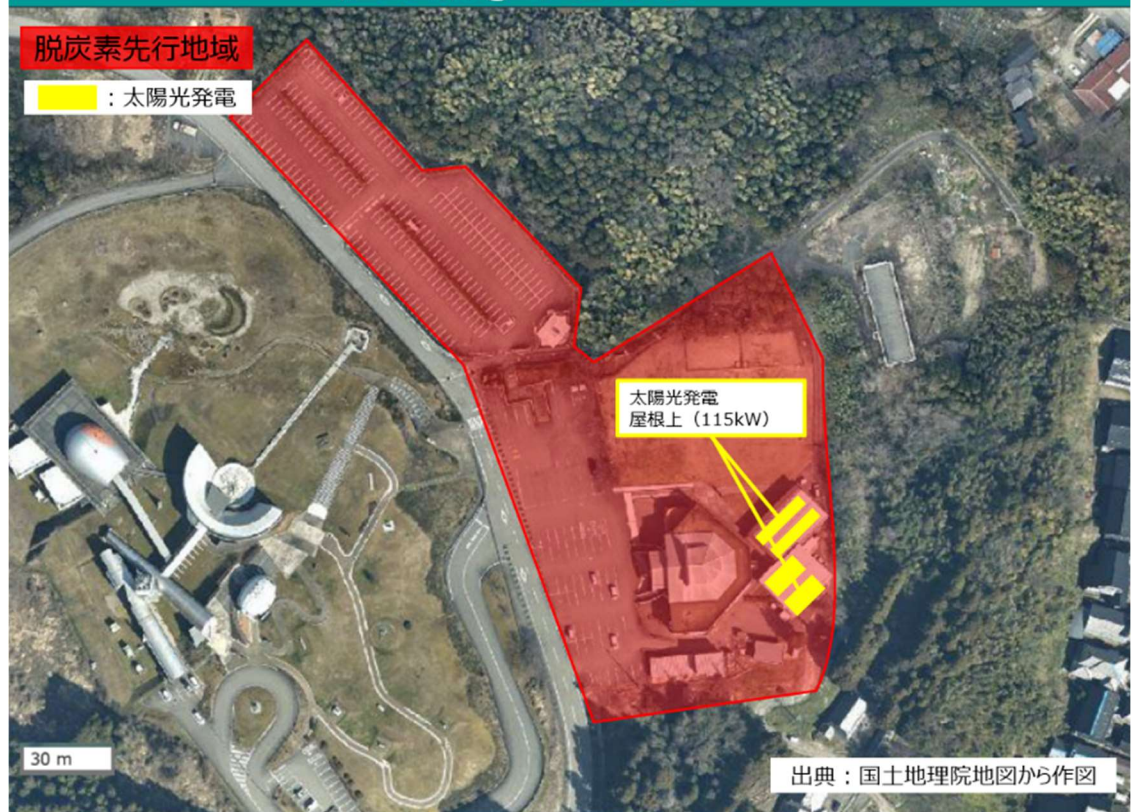 脱炭素先行地域
：太陽光発電
太陽光発電
屋根上（115kW）
30 m
出典：国土地理院地図から作図